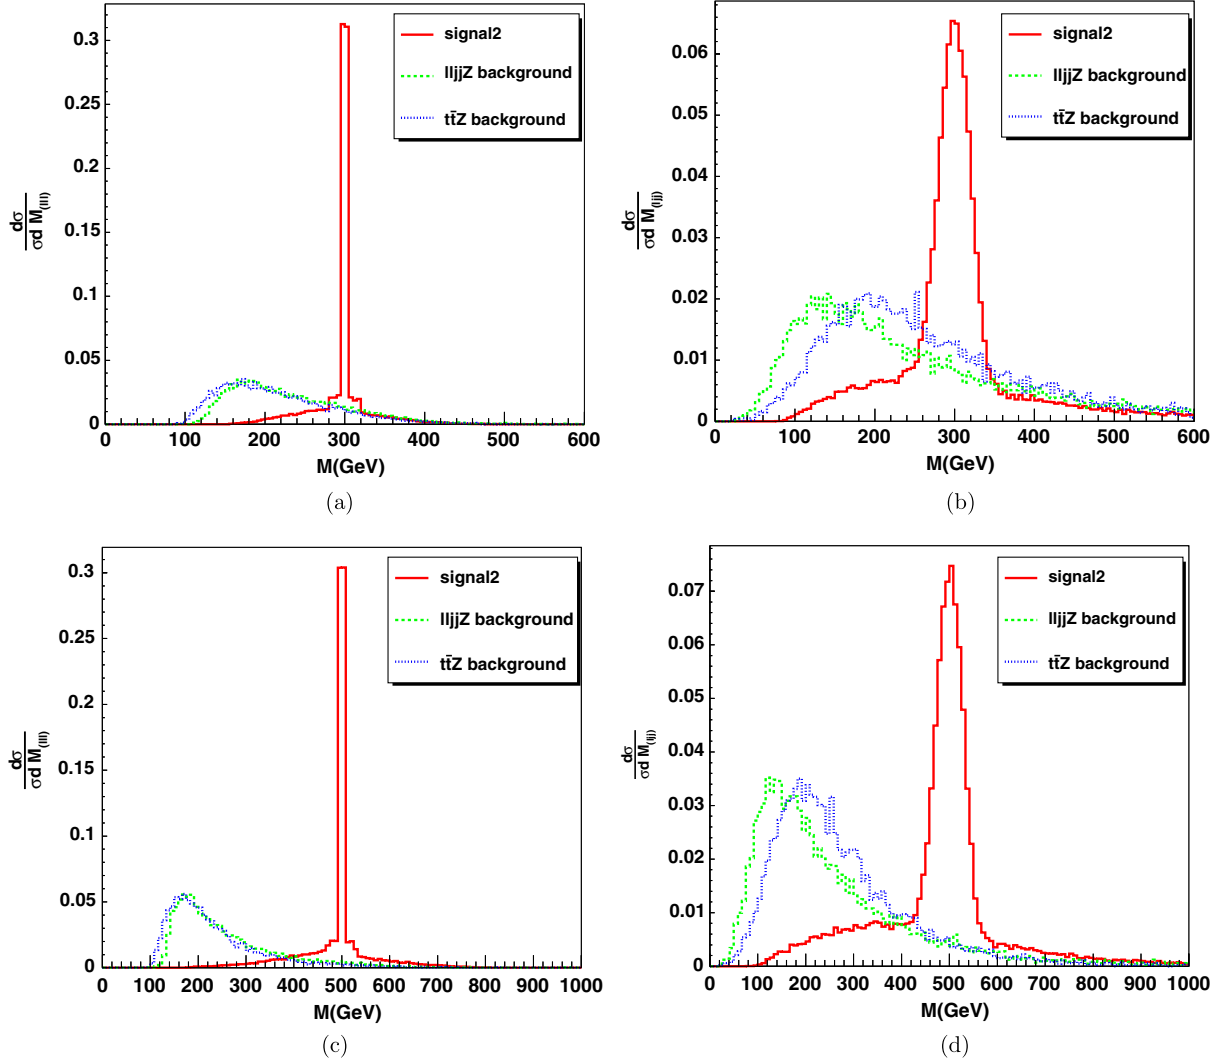 0.3
0.25
0.2
0.15
0.1
0.05
0
dσ
σd M(lll)
signal2
lljjZ background
tt̄Z background
0 100 200 300 400 500 600
M(GeV)
(a)
0.06
0.05
0.04
0.03
0.02
0.01
0
dσ
σd M(ljj)
signal2
lljjZ background
tt̄Z background
0 100 200 300 400 500 600
M(GeV)
(b)
0.3
0.25
0.2
0.15
0.1
0.05
0
dσ
σd M(lll)
signal2
lljjZ background
tt̄Z background
0 100 200 300 400 500 600 700 800 900 1000
M(GeV)
(c)
0.07
0.06
0.05
0.04
0.03
0.02
0.01
0
dσ
σd M(ljj)
signal2
lljjZ background
tt̄Z background
0 100 200 300 400 500 600 700 800 900 1000
M(GeV)
(d)